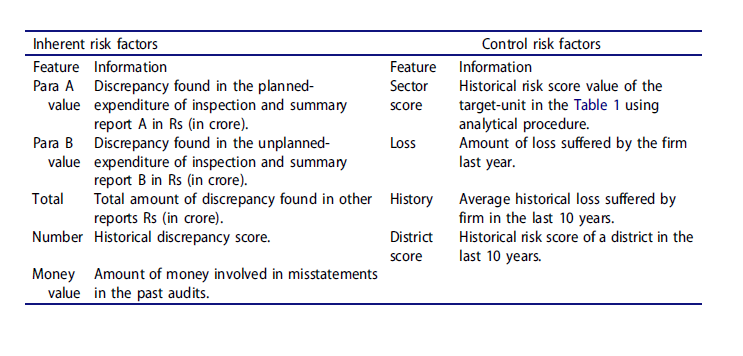 Inherent risk factors Control risk factors
Feature Information Feature Information
Para A Discrepancy found in the planned- Sector Historical risk score value of the
value expenditure of inspection and summary score target-unit in the Table 1 using
report A in Rs (in crore). analytical procedure.
Para B Discrepancy found in the unplanned- Loss Amount of loss suffered by the firm
value expenditure of inspection and summary last year.
report B in Rs (in crore).
Total Total amount of discrepancy found in other History Average historical loss suffered by
reports Rs (in crore). firm in the last 10 years.
Number Historical discrepancy score. District Historical risk score of a district in the
score last 10 years.
Money Amount of money involved in misstatements
value in the past audits.